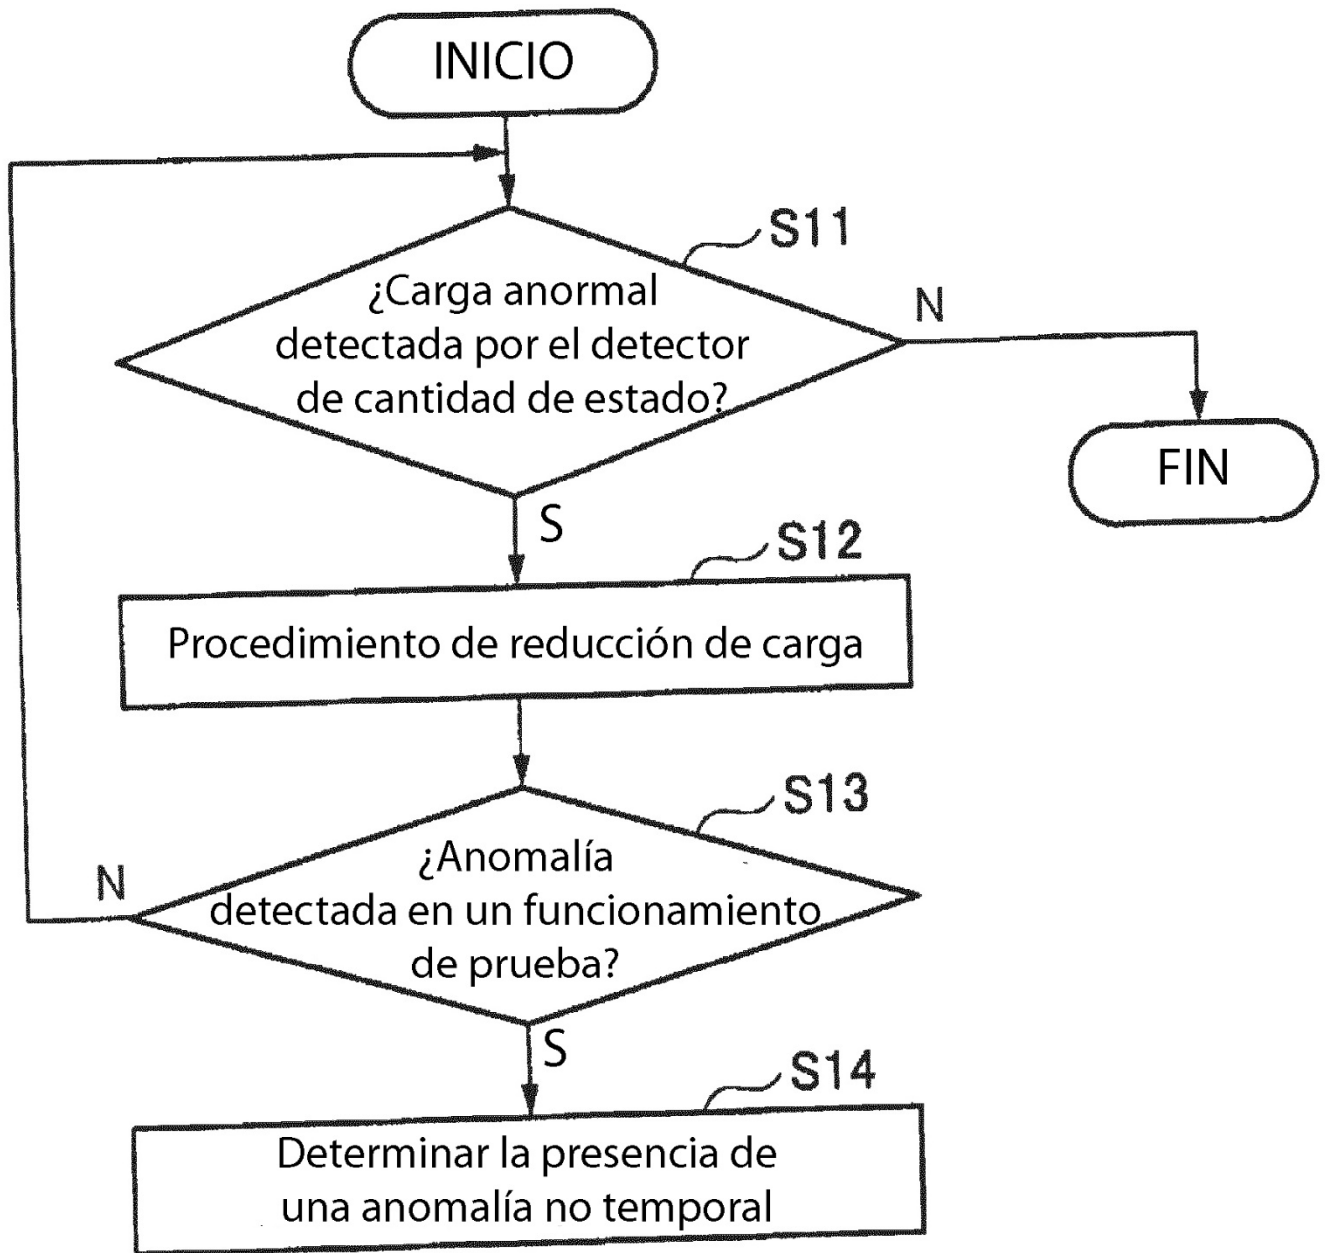 INICIO
S11
¿Carga anormal
detectada por el detector
de cantidad de estado?
N
FIN
S
S12
Procedimiento de reducción de carga
S13
¿Anomalía
detectada en un funcionamiento
de prueba?
N
S
S14
Determinar la presencia de
una anomalía no temporal